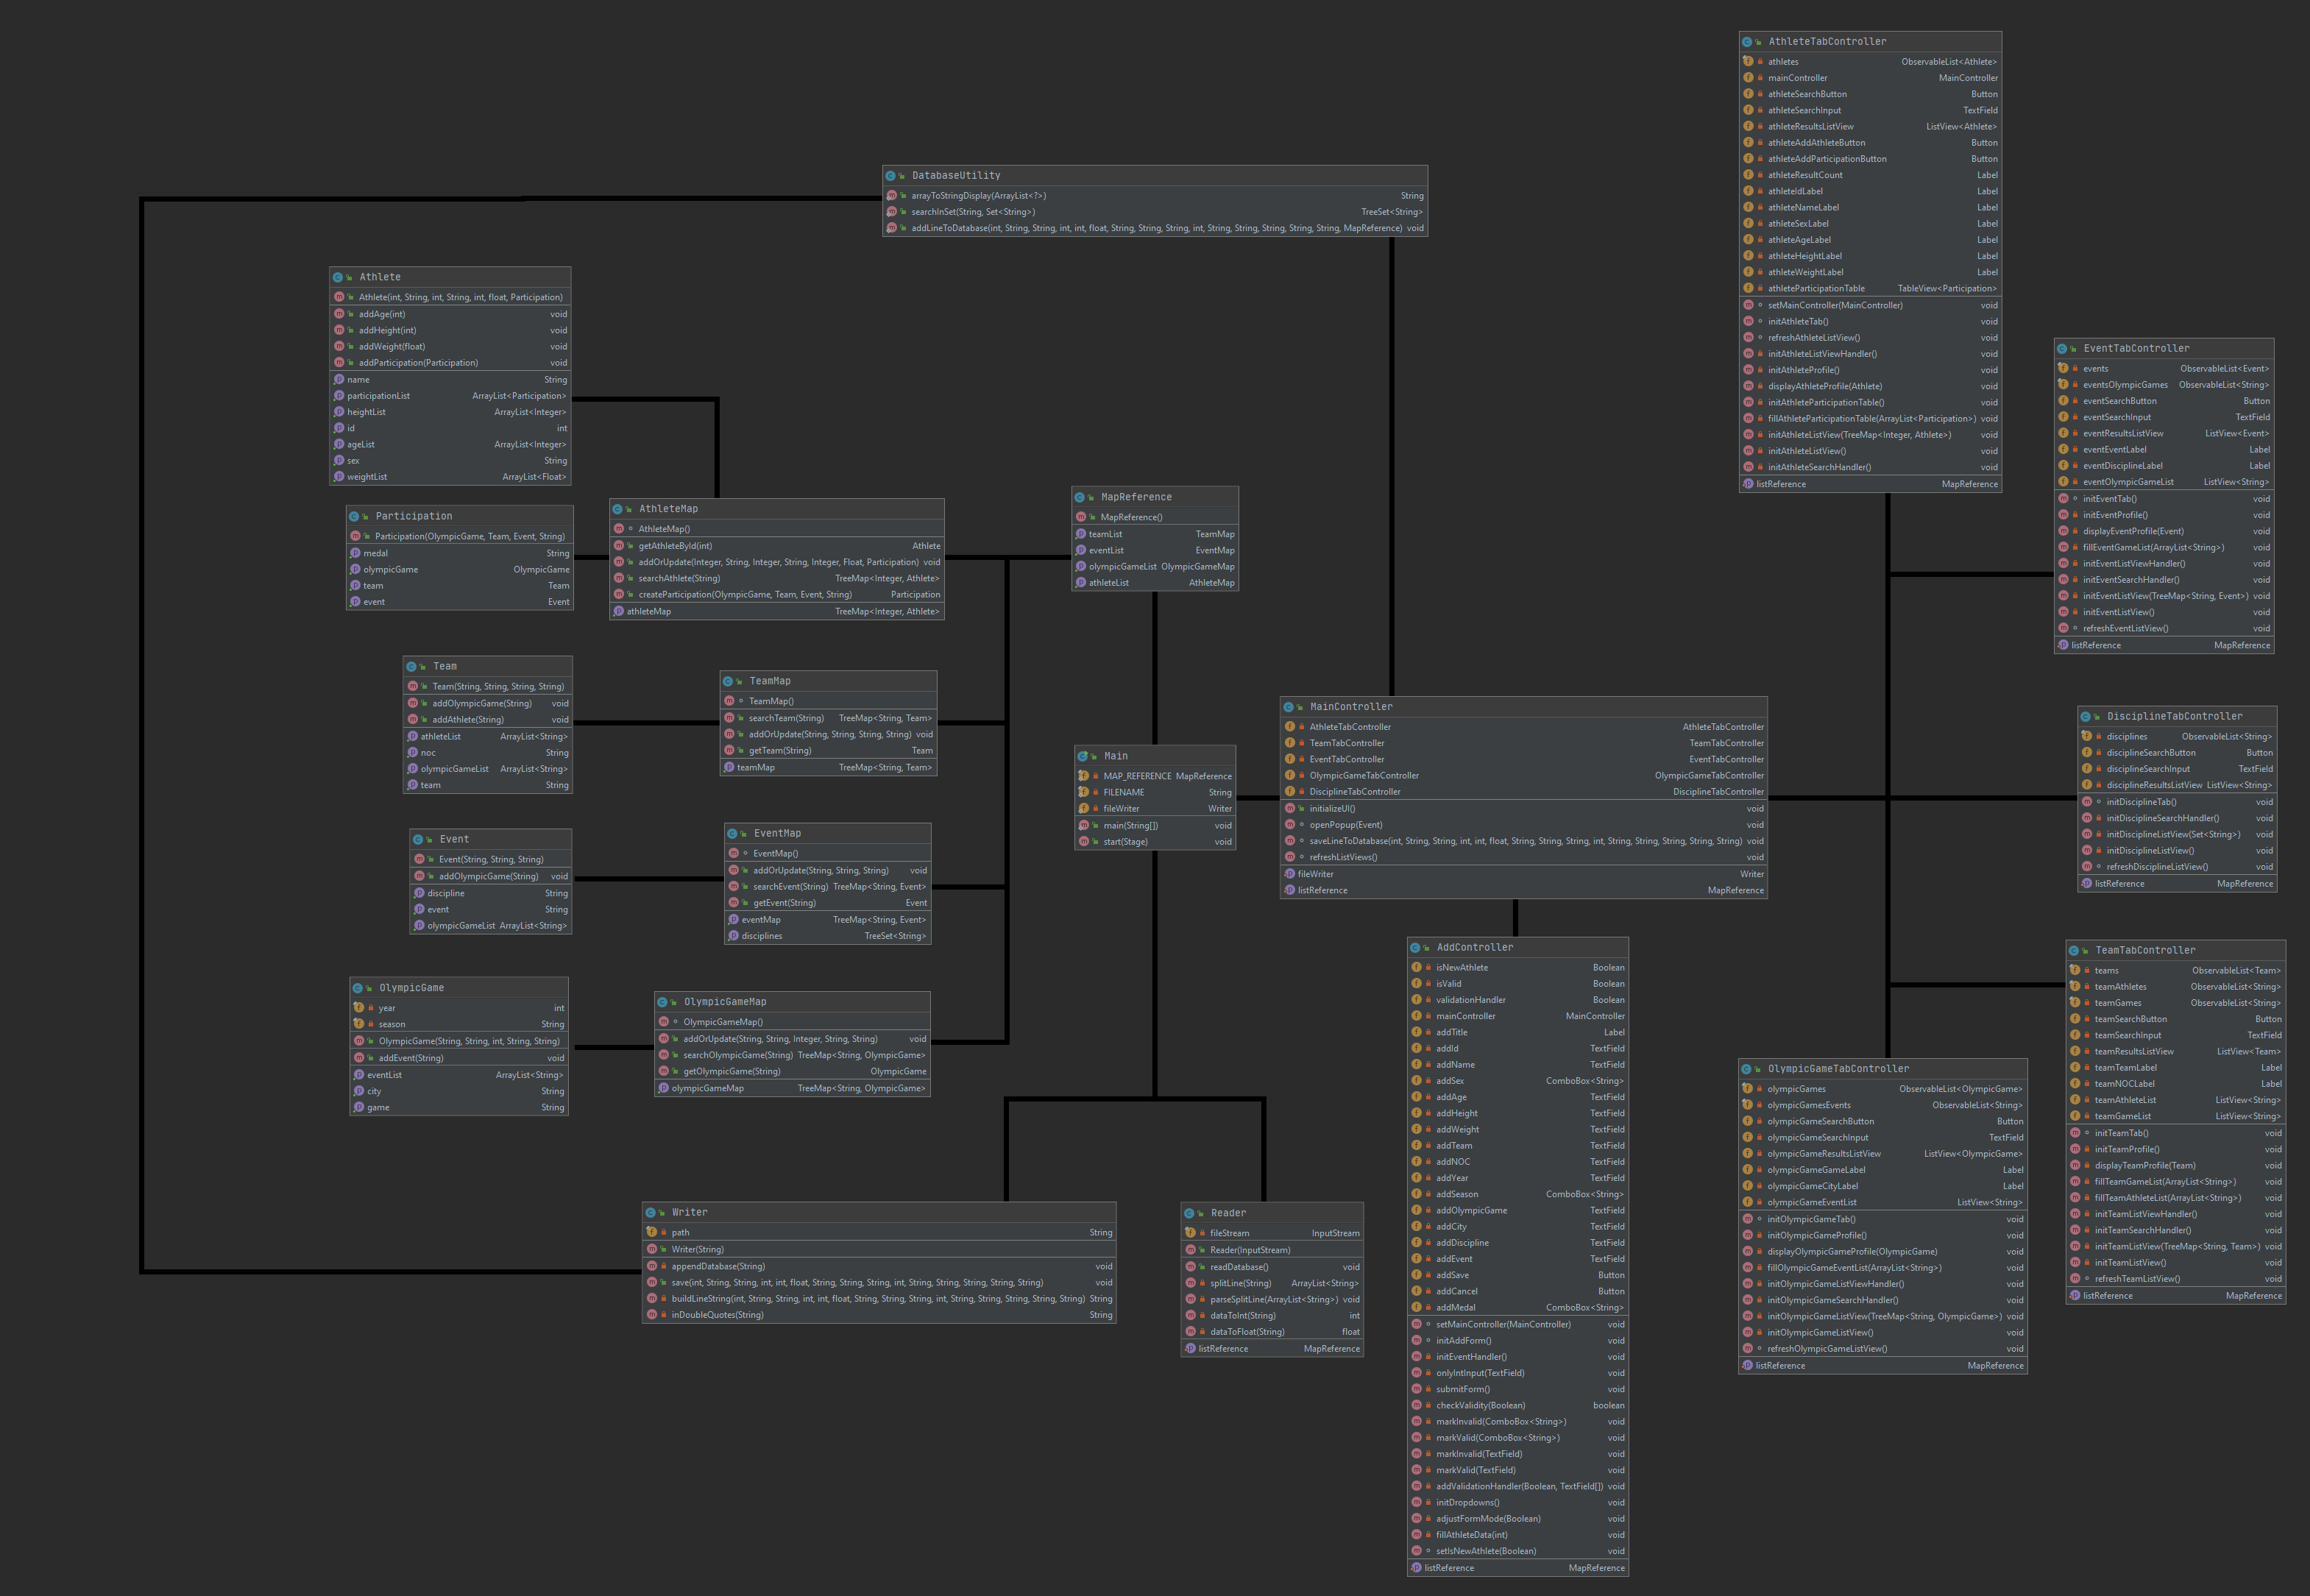 DatabaseUtility
arrayToStringDisplay(ArrayList<?>) String
searchInSet(String, Set<String>) TreeSet<String>
addLineToDatabase(int, String, String, int, int, float, String, String, String, int, String, String, String, String, String, MapReference) void
Athlete
Athlete(int, String, int, String, int, float, Participation)
addAge(int) void
addHeight(int) void
addWeight(float) void
addParticipation(Participation) void
name String
participationList ArrayList<Participation>
heightList ArrayList<Integer>
id int
ageList ArrayList<Integer>
sex String
weightList ArrayList<Float>
Participation
Participation(OlympicGame, Team, Event, String)
medal String
olympicGame OlympicGame
team Team
event Event
AthleteMap
AthleteMap()
getAthleteById(int) Athlete
addOrUpdate(Integer, String, Integer, String, Integer, Float, Participation) void
searchAthlete(String) TreeMap<Integer, Athlete>
createParticipation(OlympicGame, Team, Event, String) Participation
athleteMap TreeMap<Integer, Athlete>
MapReference
MapReference()
teamList TeamMap
eventList EventMap
olympicGameList OlympicGameMap
athleteList AthleteMap
Team
Team(String, String, String, String)
addOlympicGame(String) void
addAthlete(String) void
athleteList ArrayList<String>
noc String
olympicGameList ArrayList<String>
team String
TeamMap
TeamMap()
searchTeam(String) TreeMap<String, Team>
addOrUpdate(String, String, String, String) void
getTeam(String) Team
teamMap TreeMap<String, Team>
Event
Event(String, String, String)
addOlympicGame(String) void
discipline String
event String
olympicGameList ArrayList<String>
EventMap
EventMap()
addOrUpdate(String, String, String) void
searchEvent(String) TreeMap<String, Event>
getEvent(String) Event
eventMap TreeMap<String, Event>
disciplines TreeSet<String>
OlympicGame
year int
season String
OlympicGame(String, String, int, String, String)
addEvent(String) void
eventList ArrayList<String>
city String
game String
OlympicGameMap
OlympicGameMap()
addOrUpdate(String, String, Integer, String, String) void
searchOlympicGame(String) TreeMap<String, OlympicGame>
getOlympicGame(String) OlympicGame
olympicGameMap TreeMap<String, OlympicGame>
Main
MAP_REFERENCE MapReference
FILENAME String
fileWriter Writer
main(String[]) void
start(Stage) void
Writer
path String
Writer(String)
appendDatabase(String) void
save(int, String, String, int, int, float, String, String, String, int, String, String, String, String, String) void
buildLineString(int, String, String, int, int, float, String, String, String, int, String, String, String, String, String) String
inDoubleQuotes(String) String
Reader
fileStream InputStream
Reader(InputStream)
readDatabase() void
splitLine(String) ArrayList<String>
parseSplitLine(ArrayList<String>) void
dataToInt(String) int
dataToFloat(String) float
listReference MapReference
MainController
AthleteTabController AthleteTabController
TeamTabController TeamTabController
EventTabController EventTabController
OlympicGameTabController OlympicGameTabController
DisciplineTabController DisciplineTabController
initializeUI() void
openPopup(Event) void
saveLineToDatabase(int, String, String, int, int, float, String, String, String, int, String, String, String, String, String) void
refreshListViews() void
fileWriter Writer
listReference MapReference
AddController
isNewAthlete Boolean
isValid Boolean
validationHandler Boolean
mainController MainController
addTitle Label
addId TextField
addName TextField
addSex ComboBox<String>
addAge TextField
addHeight TextField
addWeight TextField
addTeam TextField
addNOC TextField
addYear TextField
addSeason ComboBox<String>
addOlympicGame TextField
addCity TextField
addDiscipline TextField
addEvent TextField
addSave Button
addCancel Button
addMedal ComboBox<String>
setMainController(MainController) void
initAddForm() void
initEventHandler() void
onlyIntInput(TextField) void
submitForm() void
checkValidity(Boolean) boolean
markInvalid(ComboBox<String>) void
markValid(ComboBox<String>) void
markInvalid(TextField) void
markValid(TextField) void
addValidationHandler(Boolean, TextField[]) void
initDropdowns() void
adjustFormMode(Boolean) void
fillAthleteData(int) void
setIsNewAthlete(Boolean) void
listReference MapReference
AthleteTabController
athletes ObservableList<Athlete>
mainController MainController
athleteSearchButton Button
athleteSearchInput TextField
athleteResultsListView ListView<Athlete>
athleteAddAthleteButton Button
athleteAddParticipationButton Button
athleteResultCount Label
athleteIdLabel Label
athleteNameLabel Label
athleteSexLabel Label
athleteAgeLabel Label
athleteHeightLabel Label
athleteWeightLabel Label
athleteParticipationTable TableView<Participation>
setMainController(MainController) void
initAthleteTab() void
refreshAthleteListView() void
initAthleteListViewHandler() void
initAthleteProfile() void
displayAthleteProfile(Athlete) void
initAthleteParticipationTable() void
fillAthleteParticipationTable(ArrayList<Participation>) void
initAthleteListView(TreeMap<Integer, Athlete>) void
initAthleteListView() void
initAthleteSearchHandler() void
listReference MapReference
EventTabController
events ObservableList<Event>
eventsOlympicGames ObservableList<String>
eventSearchButton Button
eventSearchInput TextField
eventResultsListView ListView<Event>
eventEventLabel Label
eventDisciplineLabel Label
eventOlympicGameList ListView<String>
initEventTab() void
initEventProfile() void
displayEventProfile(Event) void
fillEventGameList(ArrayList<String>) void
initEventListViewHandler() void
initEventSearchHandler() void
initEventListView(TreeMap<String, Event>) void
initEventListView() void
refreshEventListView() void
listReference MapReference
DisciplineTabController
disciplines ObservableList<String>
disciplineSearchButton Button
disciplineSearchInput TextField
disciplineResultsListView ListView<String>
initDisciplineTab() void
initDisciplineSearchHandler() void
initDisciplineListView(Set<String>) void
initDisciplineListView() void
refreshDisciplineListView() void
listReference MapReference
TeamTabController
teams ObservableList<Team>
teamAthletes ObservableList<String>
teamGames ObservableList<String>
teamSearchButton Button
teamSearchInput TextField
teamResultsListView ListView<Team>
teamTeamLabel Label
teamNOCLabel Label
teamAthleteList ListView<String>
teamGameList ListView<String>
initTeamTab() void
initTeamProfile() void
displayTeamProfile(Team) void
fillTeamGameList(ArrayList<String>) void
fillTeamAthleteList(ArrayList<String>) void
initTeamListViewHandler() void
initTeamSearchHandler() void
initTeamListView(TreeMap<String, Team>) void
initTeamListView() void
refreshTeamListView() void
listReference MapReference
OlympicGameTabController
olympicGames ObservableList<OlympicGame>
olympicGamesEvents ObservableList<String>
olympicGameSearchButton Button
olympicGameSearchInput TextField
olympicGameResultsListView ListView<OlympicGame>
olympicGameGameLabel Label
olympicGameCityLabel Label
olympicGameEventList ListView<String>
initOlympicGameTab() void
initOlympicGameProfile() void
displayOlympicGameProfile(OlympicGame) void
fillOlympicGameEventList(ArrayList<String>) void
initOlympicGameListViewHandler() void
initOlympicGameSearchHandler() void
initOlympicGameListView(TreeMap<String, OlympicGame>) void
initOlympicGameListView() void
refreshOlympicGameListView() void
listReference MapReference